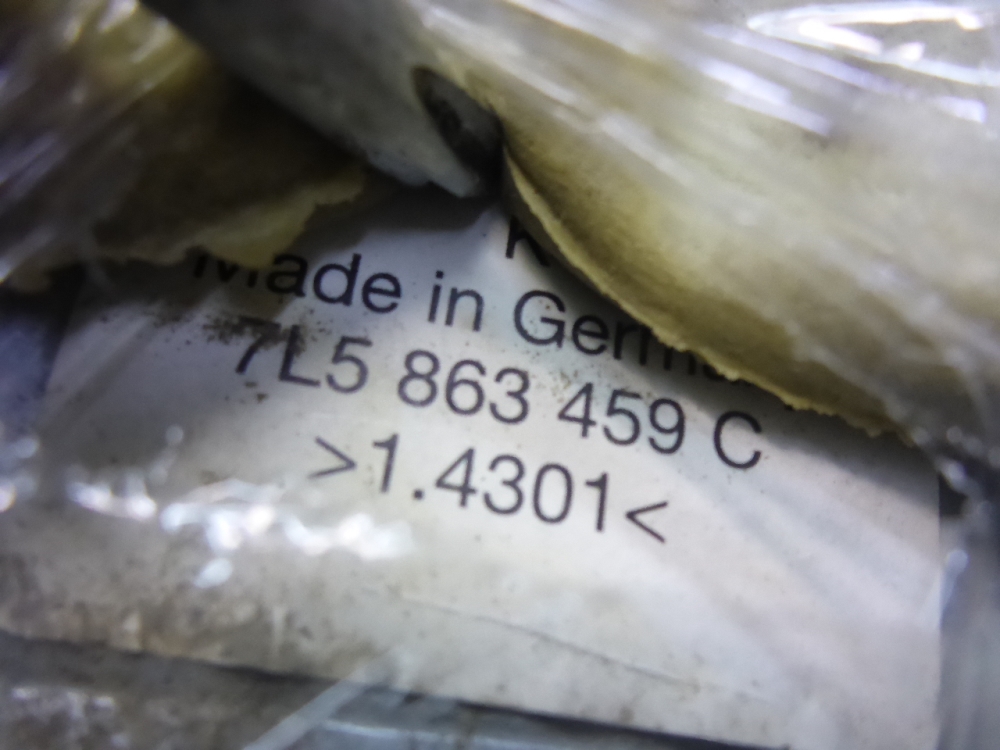 K
Made in Germ
7L5 863 459 C
>1.4301<